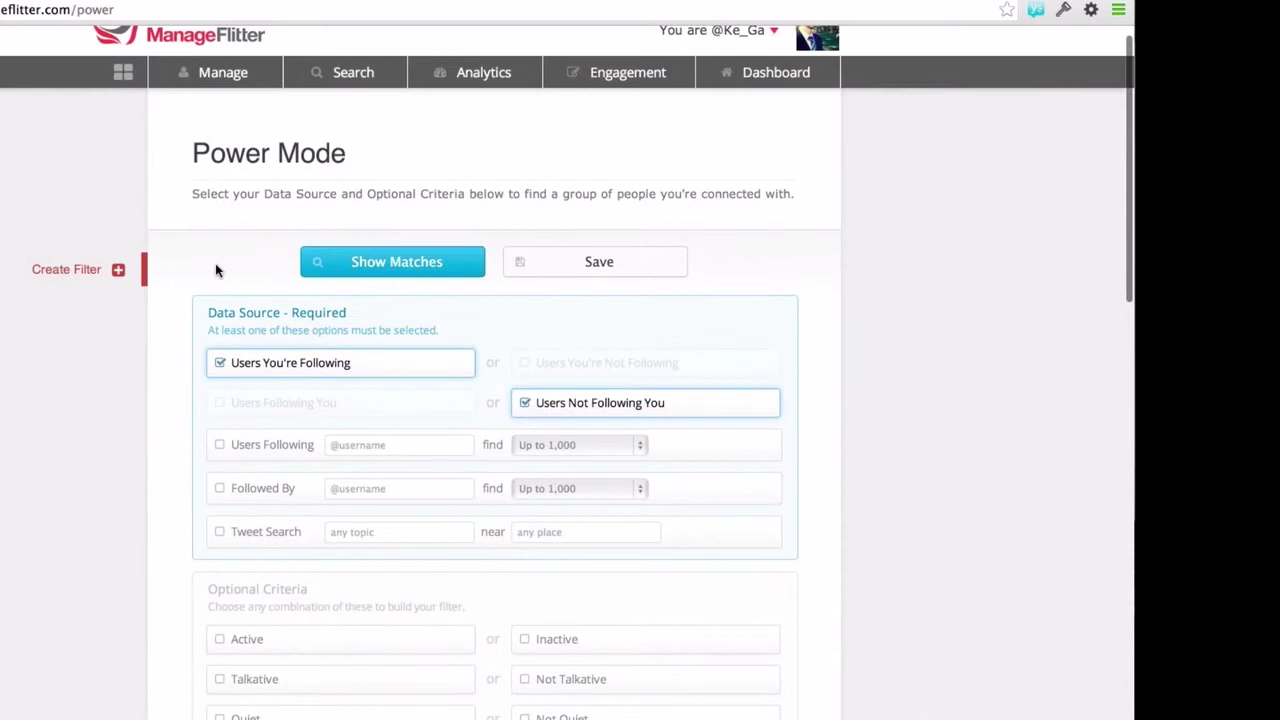 eflitter.com/power
ManageFlitter
You are @Ke_Ga
Manage Search Analytics Engagement Dashboard
Power Mode
Select your Data Source and Optional Criteria below to find a group of people you're connected with.
Create Filter
Show Matches Save
Data Source - Required
At least one of these options must be selected.
Users You're Following or Users You're Not Following
Users Following You or Users Not Following You
Users Following @username find Up to 1,000
Followed By @username find Up to 1,000
Tweet Search any topic near any place
Optional Criteria
Choose any combination of these to build your filter.
Active or Inactive
Talkative or Not Talkative
Quiet or Not Quiet